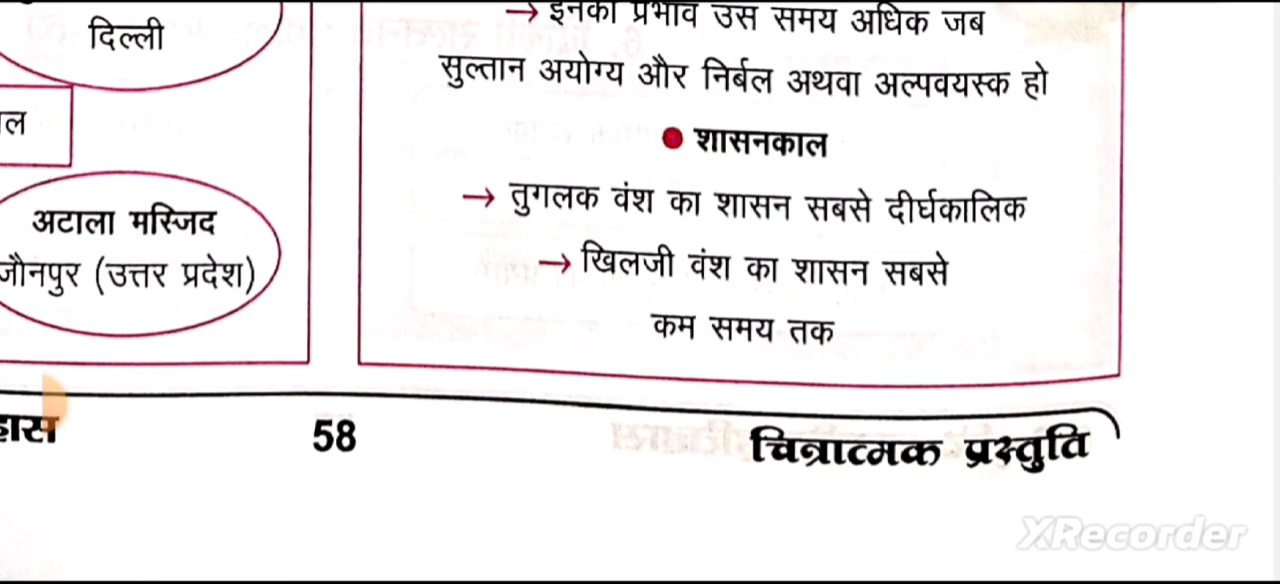 दिल्ली
ल
अटाला मस्जिद
जौनपुर (उत्तर प्रदेश)
→ इनका प्रभाव उस समय अधिक जब
सुल्तान अयोग्य और निर्बल अथवा अल्पवयस्क हो
● शासनकाल
→ तुगलक वंश का शासन सबसे दीर्घकालिक
→ खिलजी वंश का शासन सबसे
कम समय तक
58
चित्रात्मक प्रस्तुति
XRecorder